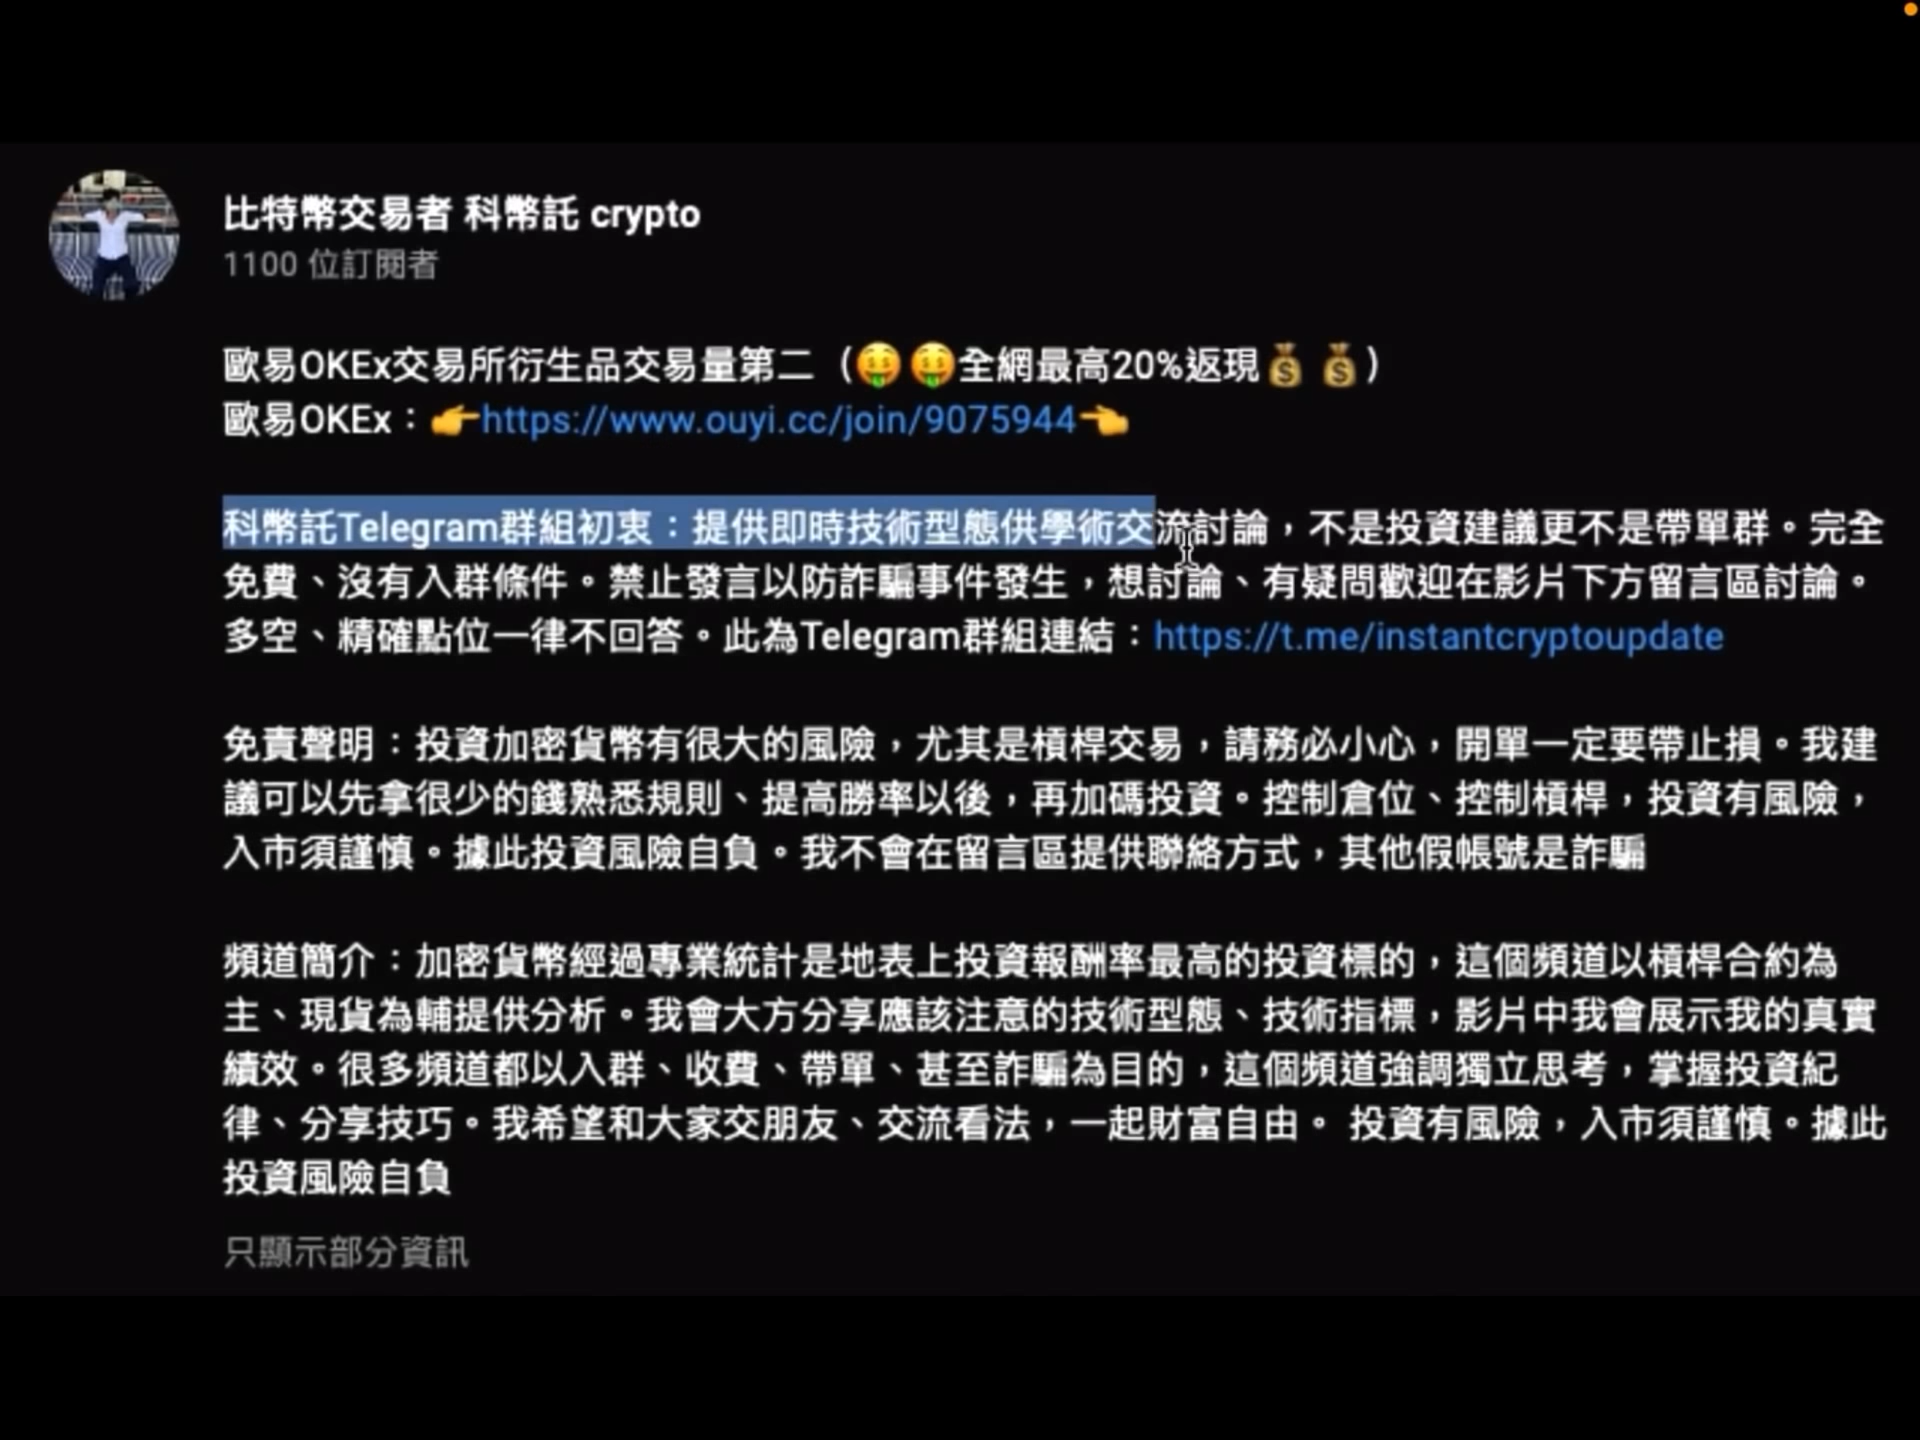 比特幣交易者 科幣託 crypto
1100 位訂閱者
歐易OKEx交易所衍生品交易量第二（🤑 🤑全網最高20%返現💰 💰）
歐易OKEx：👉https://www.ouyi.cc/join/9075944👈
科幣託Telegram群組初衷：提供即時技術型態供學術交流討論，不是投資建議更不是帶單群。完全
免費、沒有入群條件。禁止發言以防詐騙事件發生，想討論、有疑問歡迎在影片下方留言區討論。
多空、精確點位一律不回答。此為Telegram群組連結：https://t.me/instantcryptoupdate
免責聲明：投資加密貨幣有很大的風險，尤其是槓桿交易，請務必小心，開單一定要帶止損。我建
議可以先拿很少的錢熟悉規則、提高勝率以後，再加碼投資。控制倉位、控制槓桿，投資有風險，
入市須謹慎。據此投資風險自負。我不會在留言區提供聯絡方式，其他假帳號是詐騙
頻道簡介：加密貨幣經過專業統計是地表上投資報酬率最高的投資標的，這個頻道以槓桿合約為
主、現貨為輔提供分析。我會大方分享應該注意的技術型態、技術指標，影片中我會展示我的真實
績效。很多頻道都以入群、收費、帶單、甚至詐騙為目的，這個頻道強調獨立思考，掌握投資紀
律、分享技巧。我希望和大家交朋友、交流看法，一起財富自由。 投資有風險，入市須謹慎。據此
投資風險自負
只顯示部分資訊